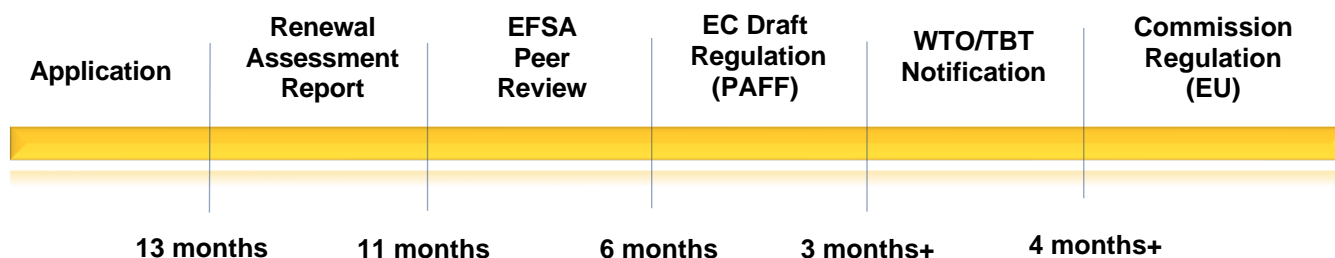 Application
Renewal
Assessment
Report
EFSA
Peer
Review
EC Draft
Regulation
(PAFF)
WTO/TBT
Notification
Commission
Regulation
(EU)
13 months
11 months
6 months
3 months+
4 months+